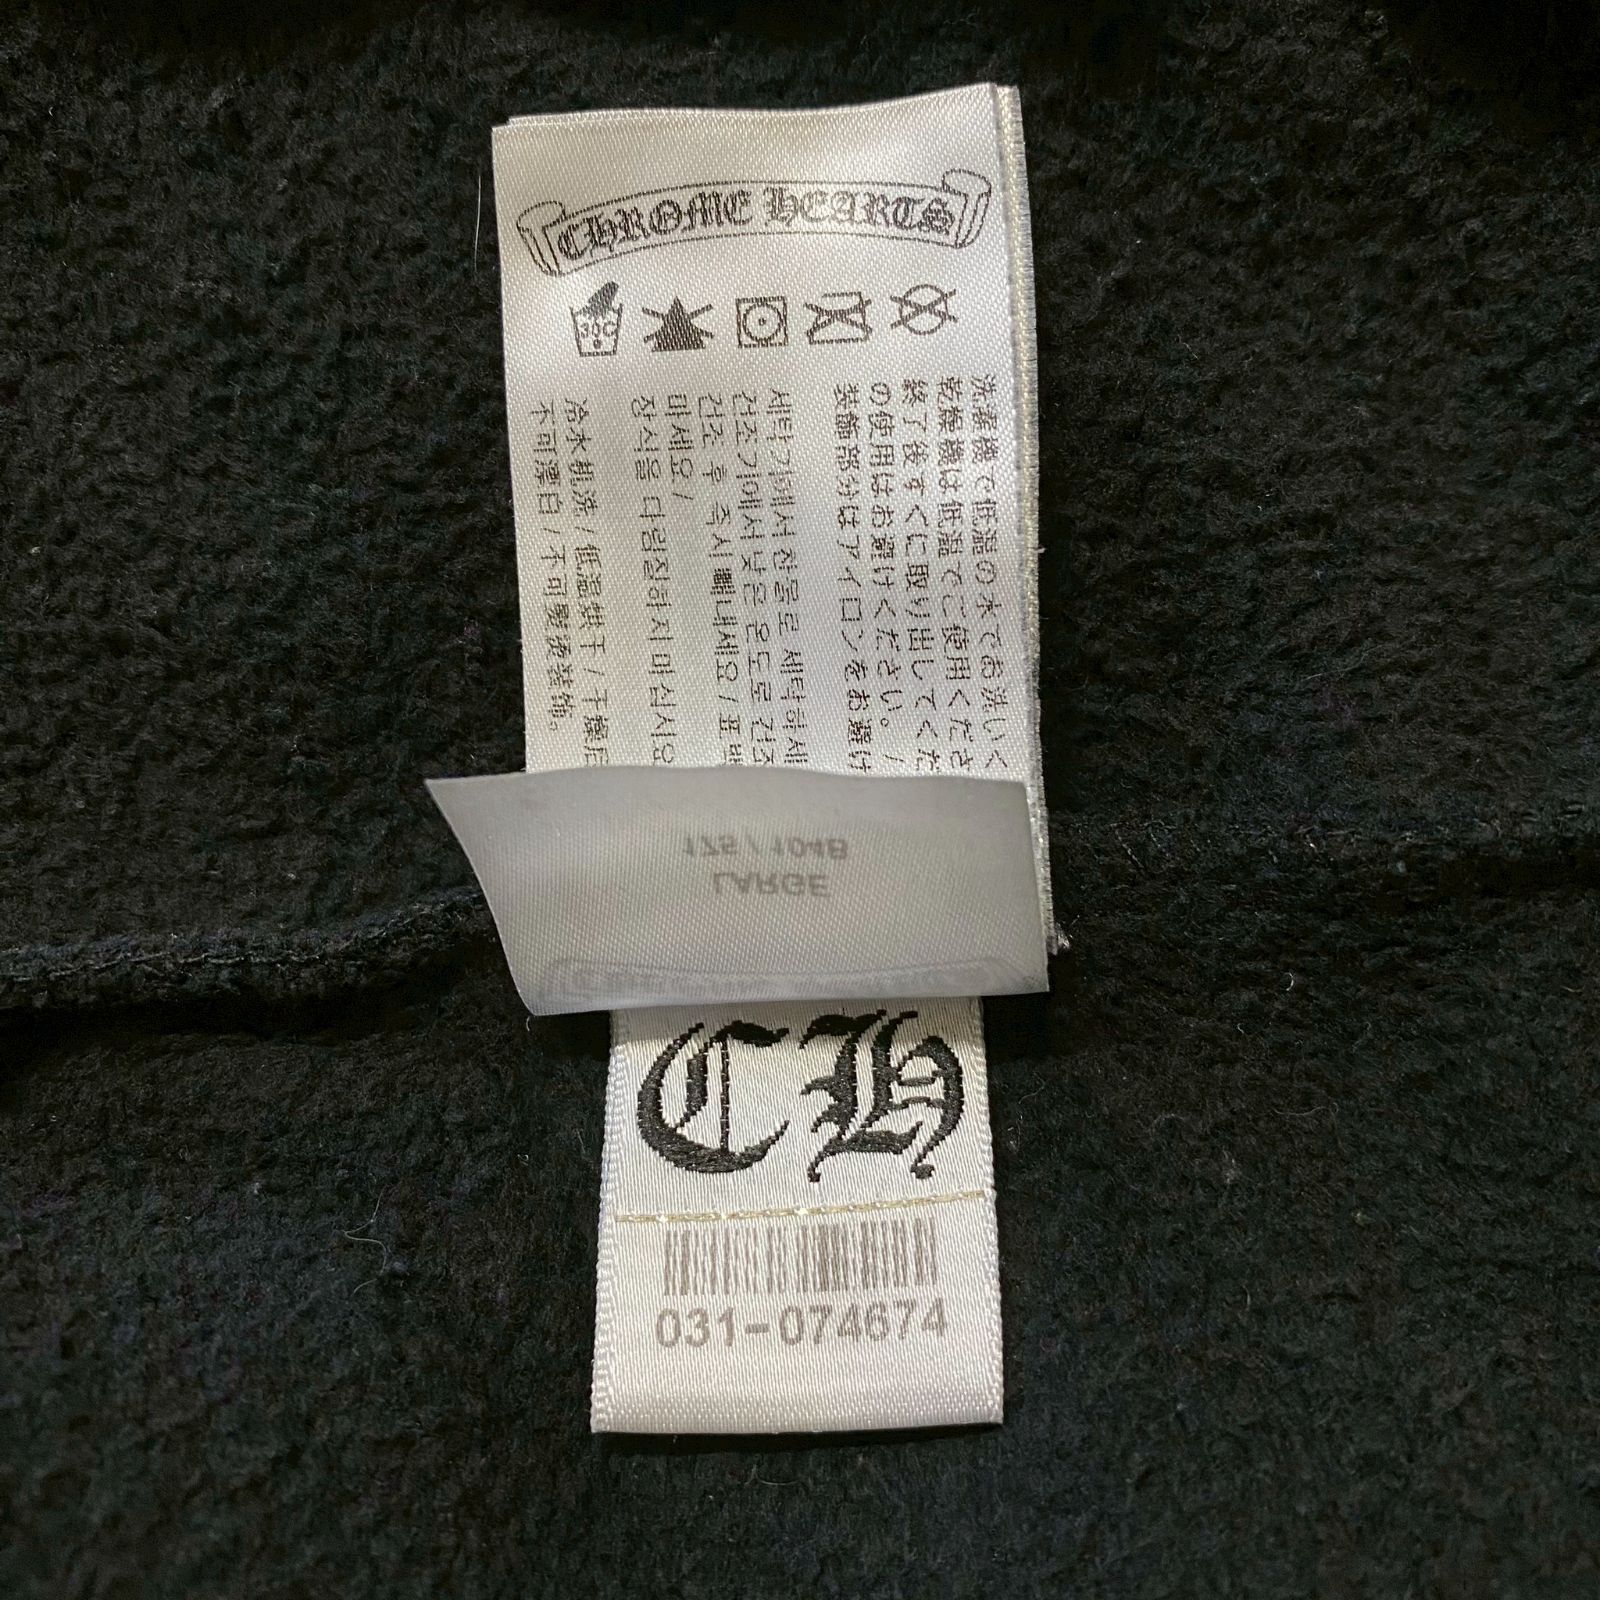 CHROME HEARTS
30C
洗濯機で低温の水でお洗いく
乾燥機は低温でご使用くださ
終了後すぐに取り出してくだ
の使用はお避けください。/
装飾部分はアイロンをお避け
세탁기에서 찬물로 세탁하세
건조기에서 낮은 온도로 건조
건조 후 즉시 빼내세요 / 표백
마세요 /
장식을 다림질하지 마십시오
冷水机洗 / 低温烘干 / 干燥后
不可漂白 / 不可熨烫装饰。
175 / 104B
LARGE
CH
031-074674